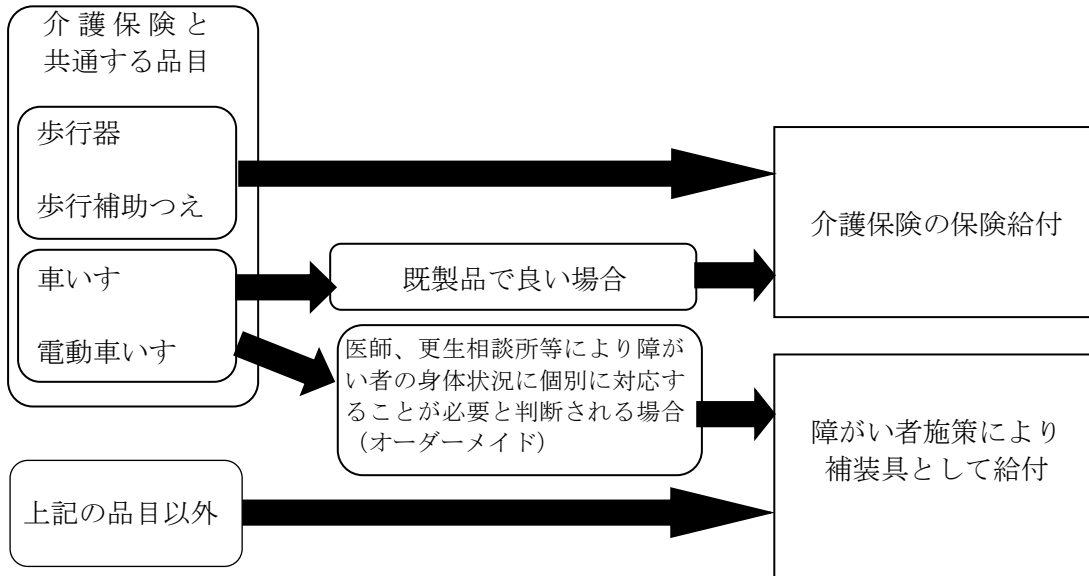 介護保険と
共通する品目
歩行器
歩行補助つえ
車いす
電動車いす
既製品で良い場合
医師、更生相談所等により障が
い者の身体状況に個別に対応す
ることが必要と判断される場合
（オーダーメイド）
上記の品目以外
介護保険の保険給付
障がい者施策により
補装具として給付